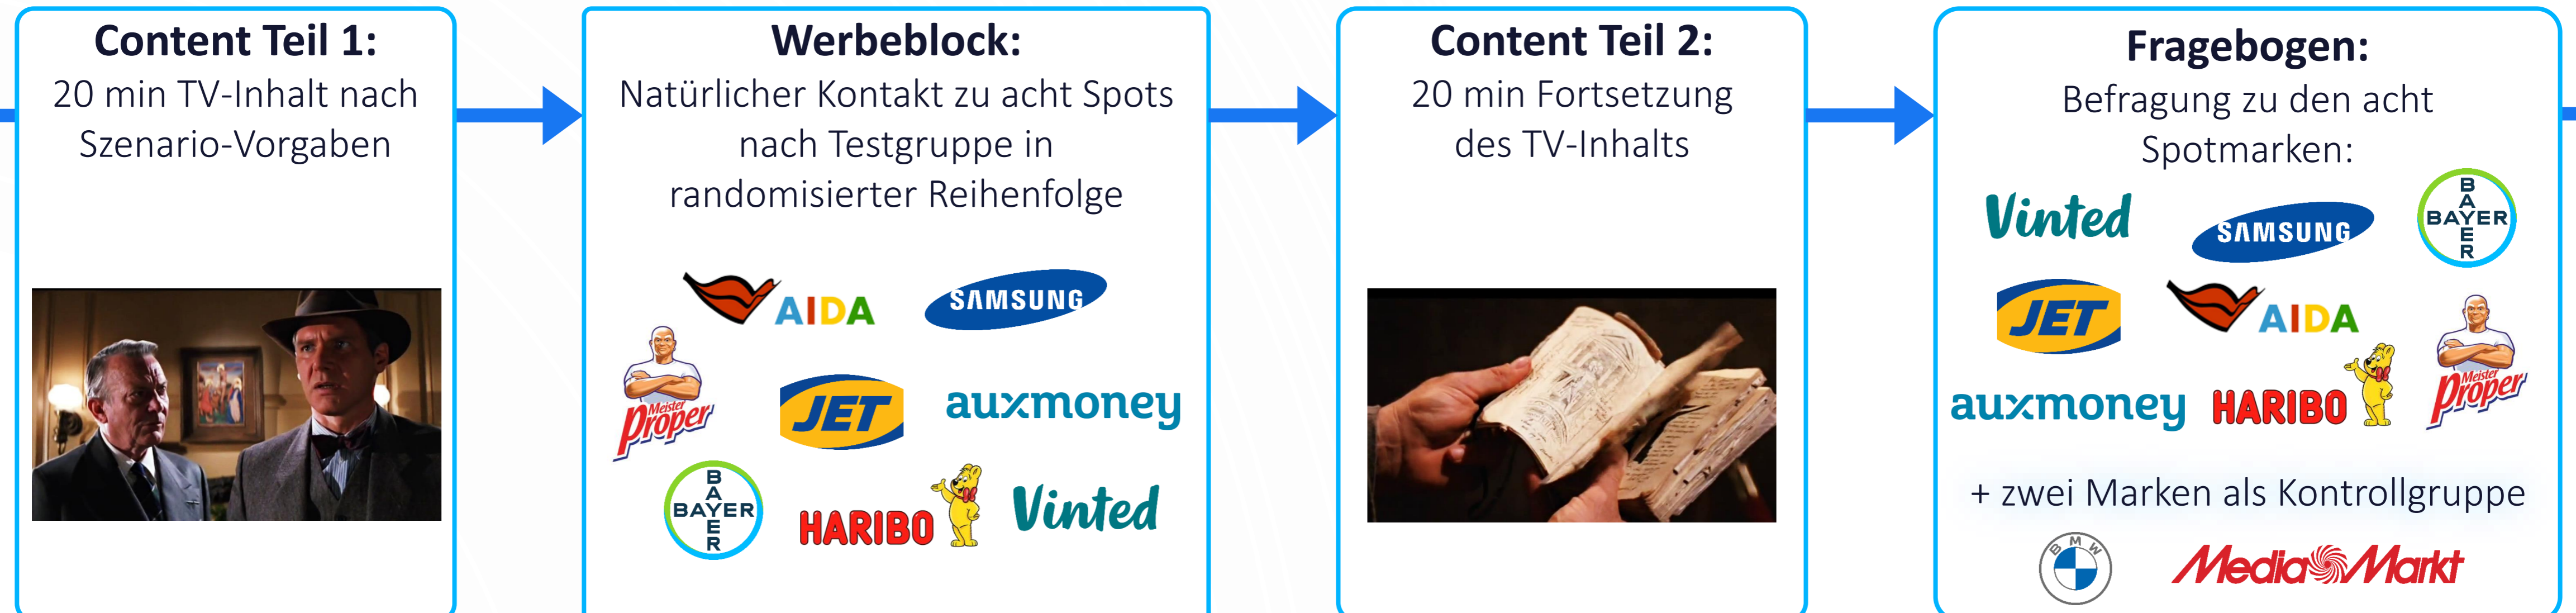 Content Teil 1:
20 min TV-Inhalt nach
Szenario-Vorgaben
Werbeblock:
Natürlicher Kontakt zu acht Spots
nach Testgruppe in
randomisierter Reihenfolge
AIDA
SAMSUNG
Meister
Proper
JET
auxmoney
BAYER
BAYER
HARIBO
Vinted
Content Teil 2:
20 min Fortsetzung
des TV-Inhalts
Fragebogen:
Befragung zu den acht
Spotmarken:
Vinted
SAMSUNG
BAYER
BAYER
JET
AIDA
auxmoney
HARIBO
Meister
Proper
+ zwei Marken als Kontrollgruppe
BMW
MediaMarkt